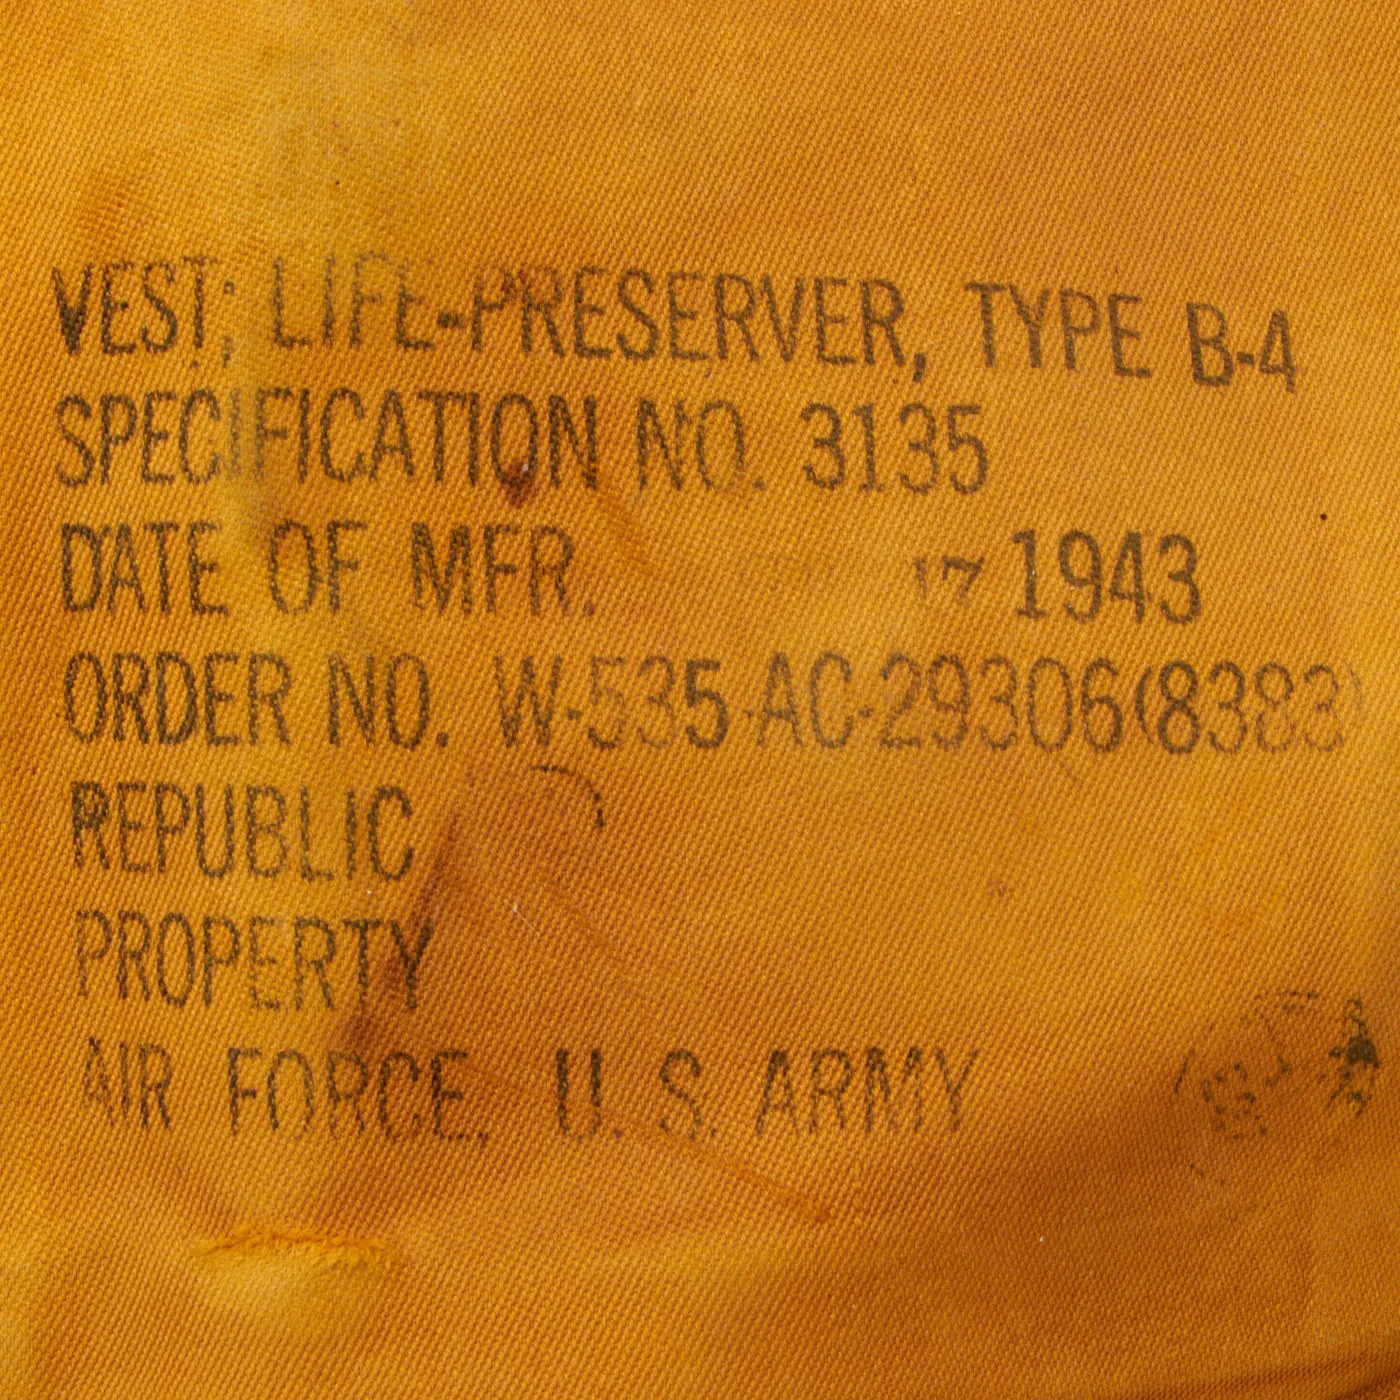 VEST; LIFE-PRESERVER, TYPE B-4
SPECIFICATION NO. 3135
DATE OF MFR. 17 1943
ORDER NO. W-535-AC-29306(8383)
REPUBLIC
PROPERTY
AIR FORCE, U. S. ARMY